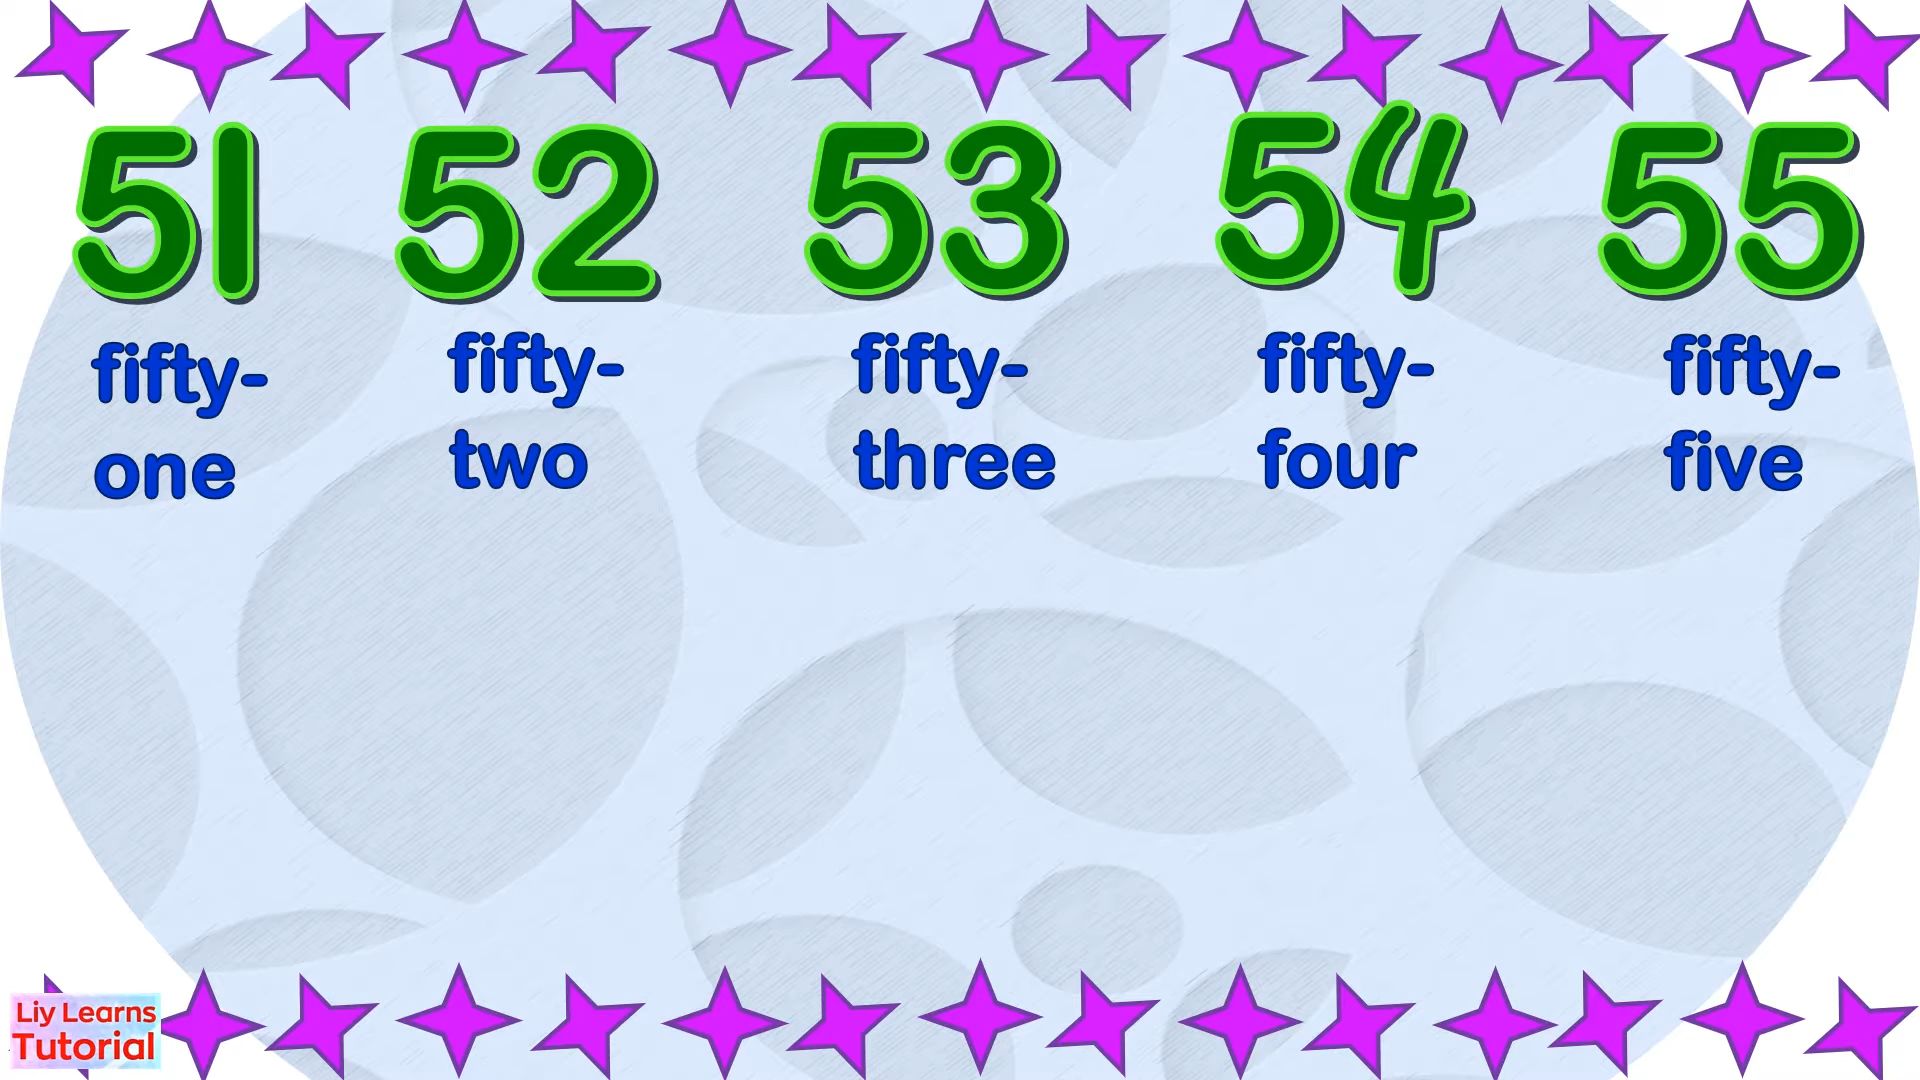 51 52 53 54 55
fifty- fifty- fifty- fifty- fifty-
one two three four five
Liy Learns
Tutorial